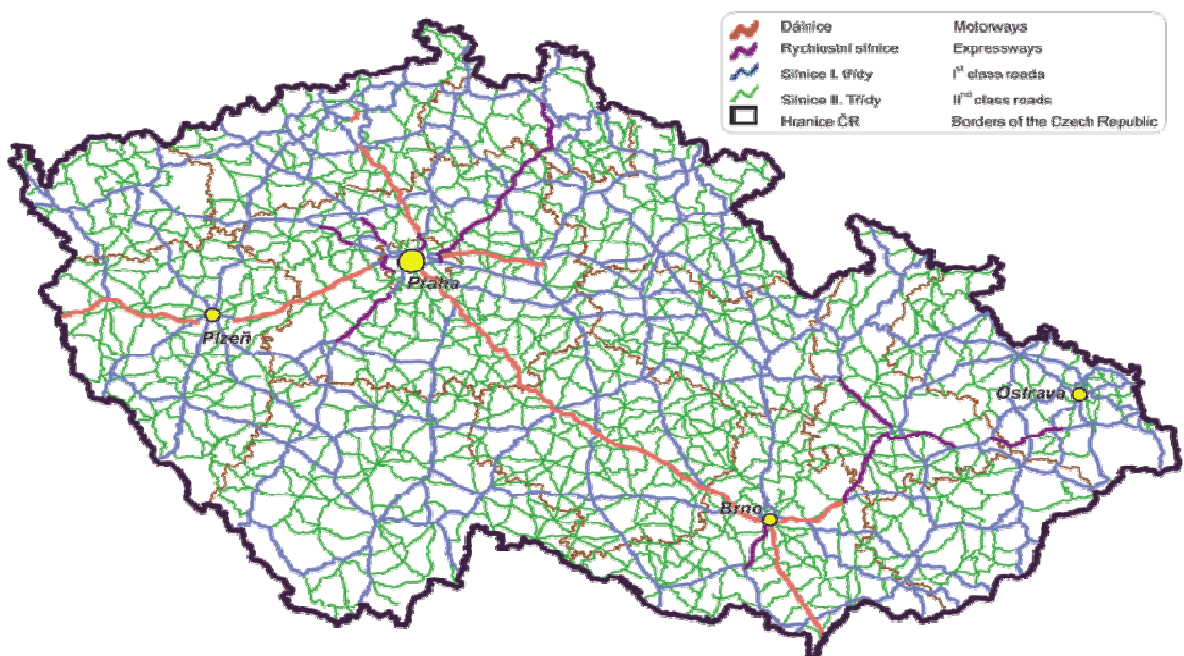 Dálnice Motorways
Rychlostní silnice Expressways
Silnice I. třídy Iˢᵗ class roads
Silnice II. Třídy IIⁿᵈ class roads
Hranice ČR Borders of the Czech Republic
Praha
Plzeň
Ostrava
Brno